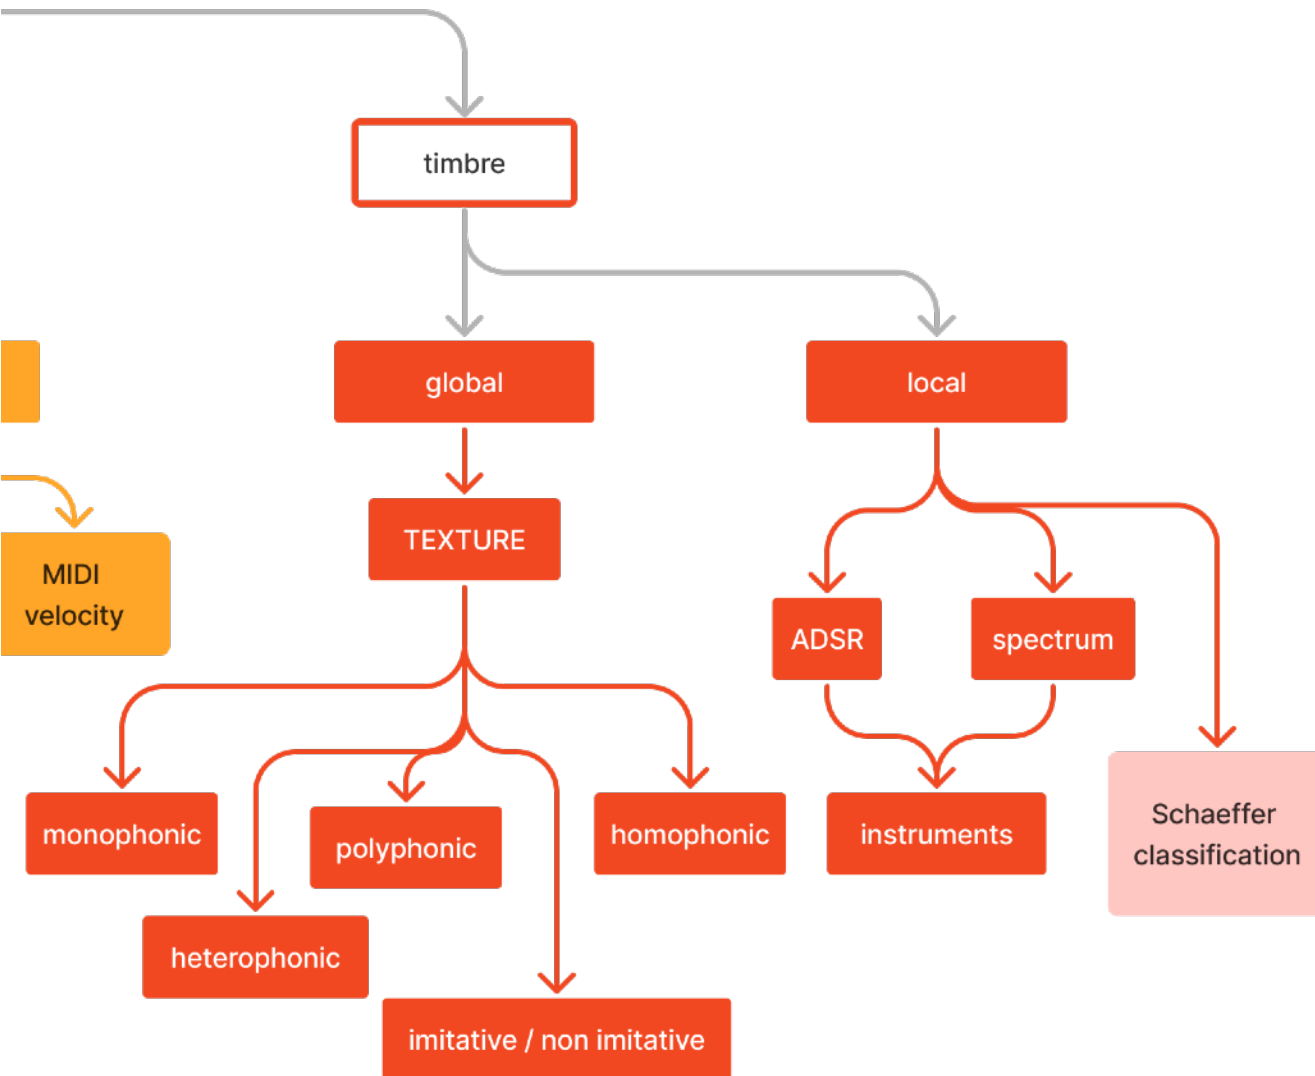 timbre
global
local
TEXTURE
MIDI
velocity
ADSR
spectrum
monophonic
polyphonic
homophonic
instruments
Schaeffer
classification
heterophonic
imitative / non imitative